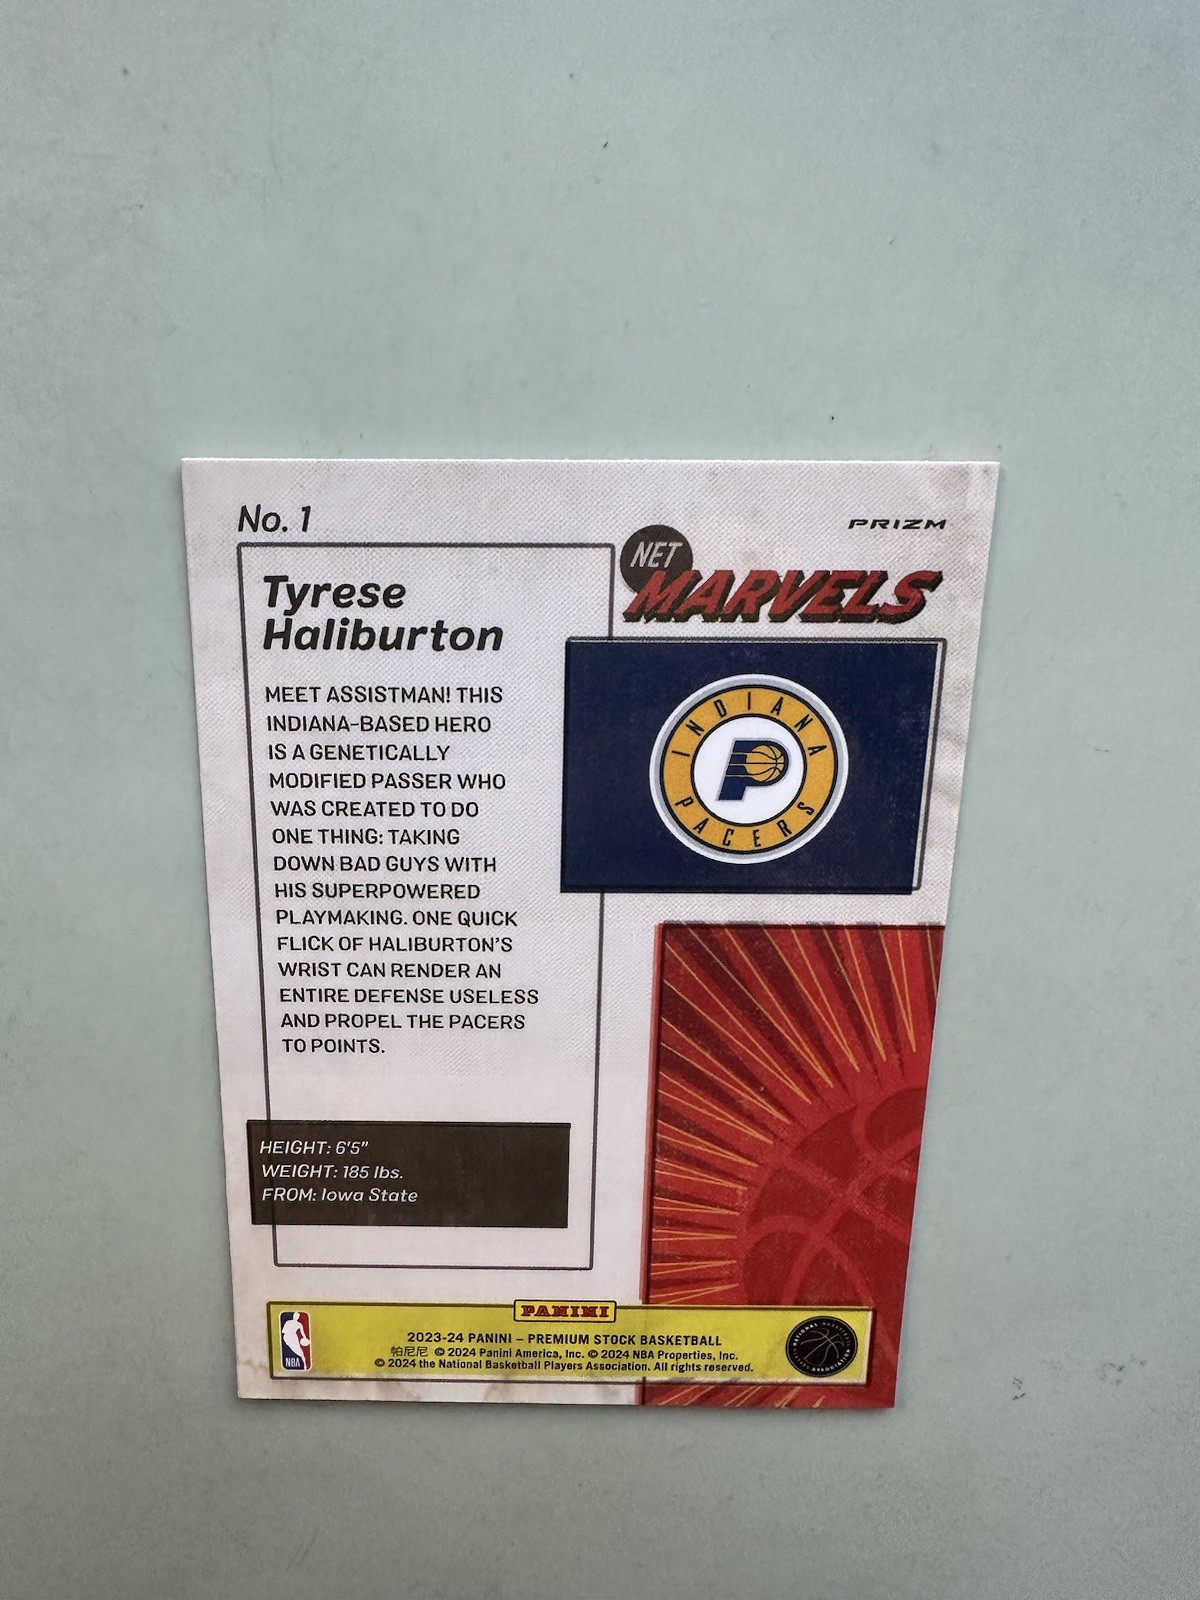 No. 1
PRIZM
NET
MARVELS
Tyrese
Haliburton
MEET ASSISTMAN! THIS
INDIANA-BASED HERO
IS A GENETICALLY
MODIFIED PASSER WHO
WAS CREATED TO DO
ONE THING: TAKING
DOWN BAD GUYS WITH
HIS SUPERPOWERED
PLAYMAKING. ONE QUICK
FLICK OF HALIBURTON'S
WRIST CAN RENDER AN
ENTIRE DEFENSE USELESS
AND PROPEL THE PACERS
TO POINTS.
INDIANA
PACERS
HEIGHT: 6'5"
WEIGHT: 185 lbs.
FROM: Iowa State
PANINI
NBA
2023-24 PANINI – PREMIUM STOCK BASKETBALL
帕尼尼 © 2024 Panini America, Inc. © 2024 NBA Properties, Inc.
© 2024 the National Basketball Players Association. All rights reserved.
NATIONAL BASKETBALL
PLAYERS ASSOCIATION